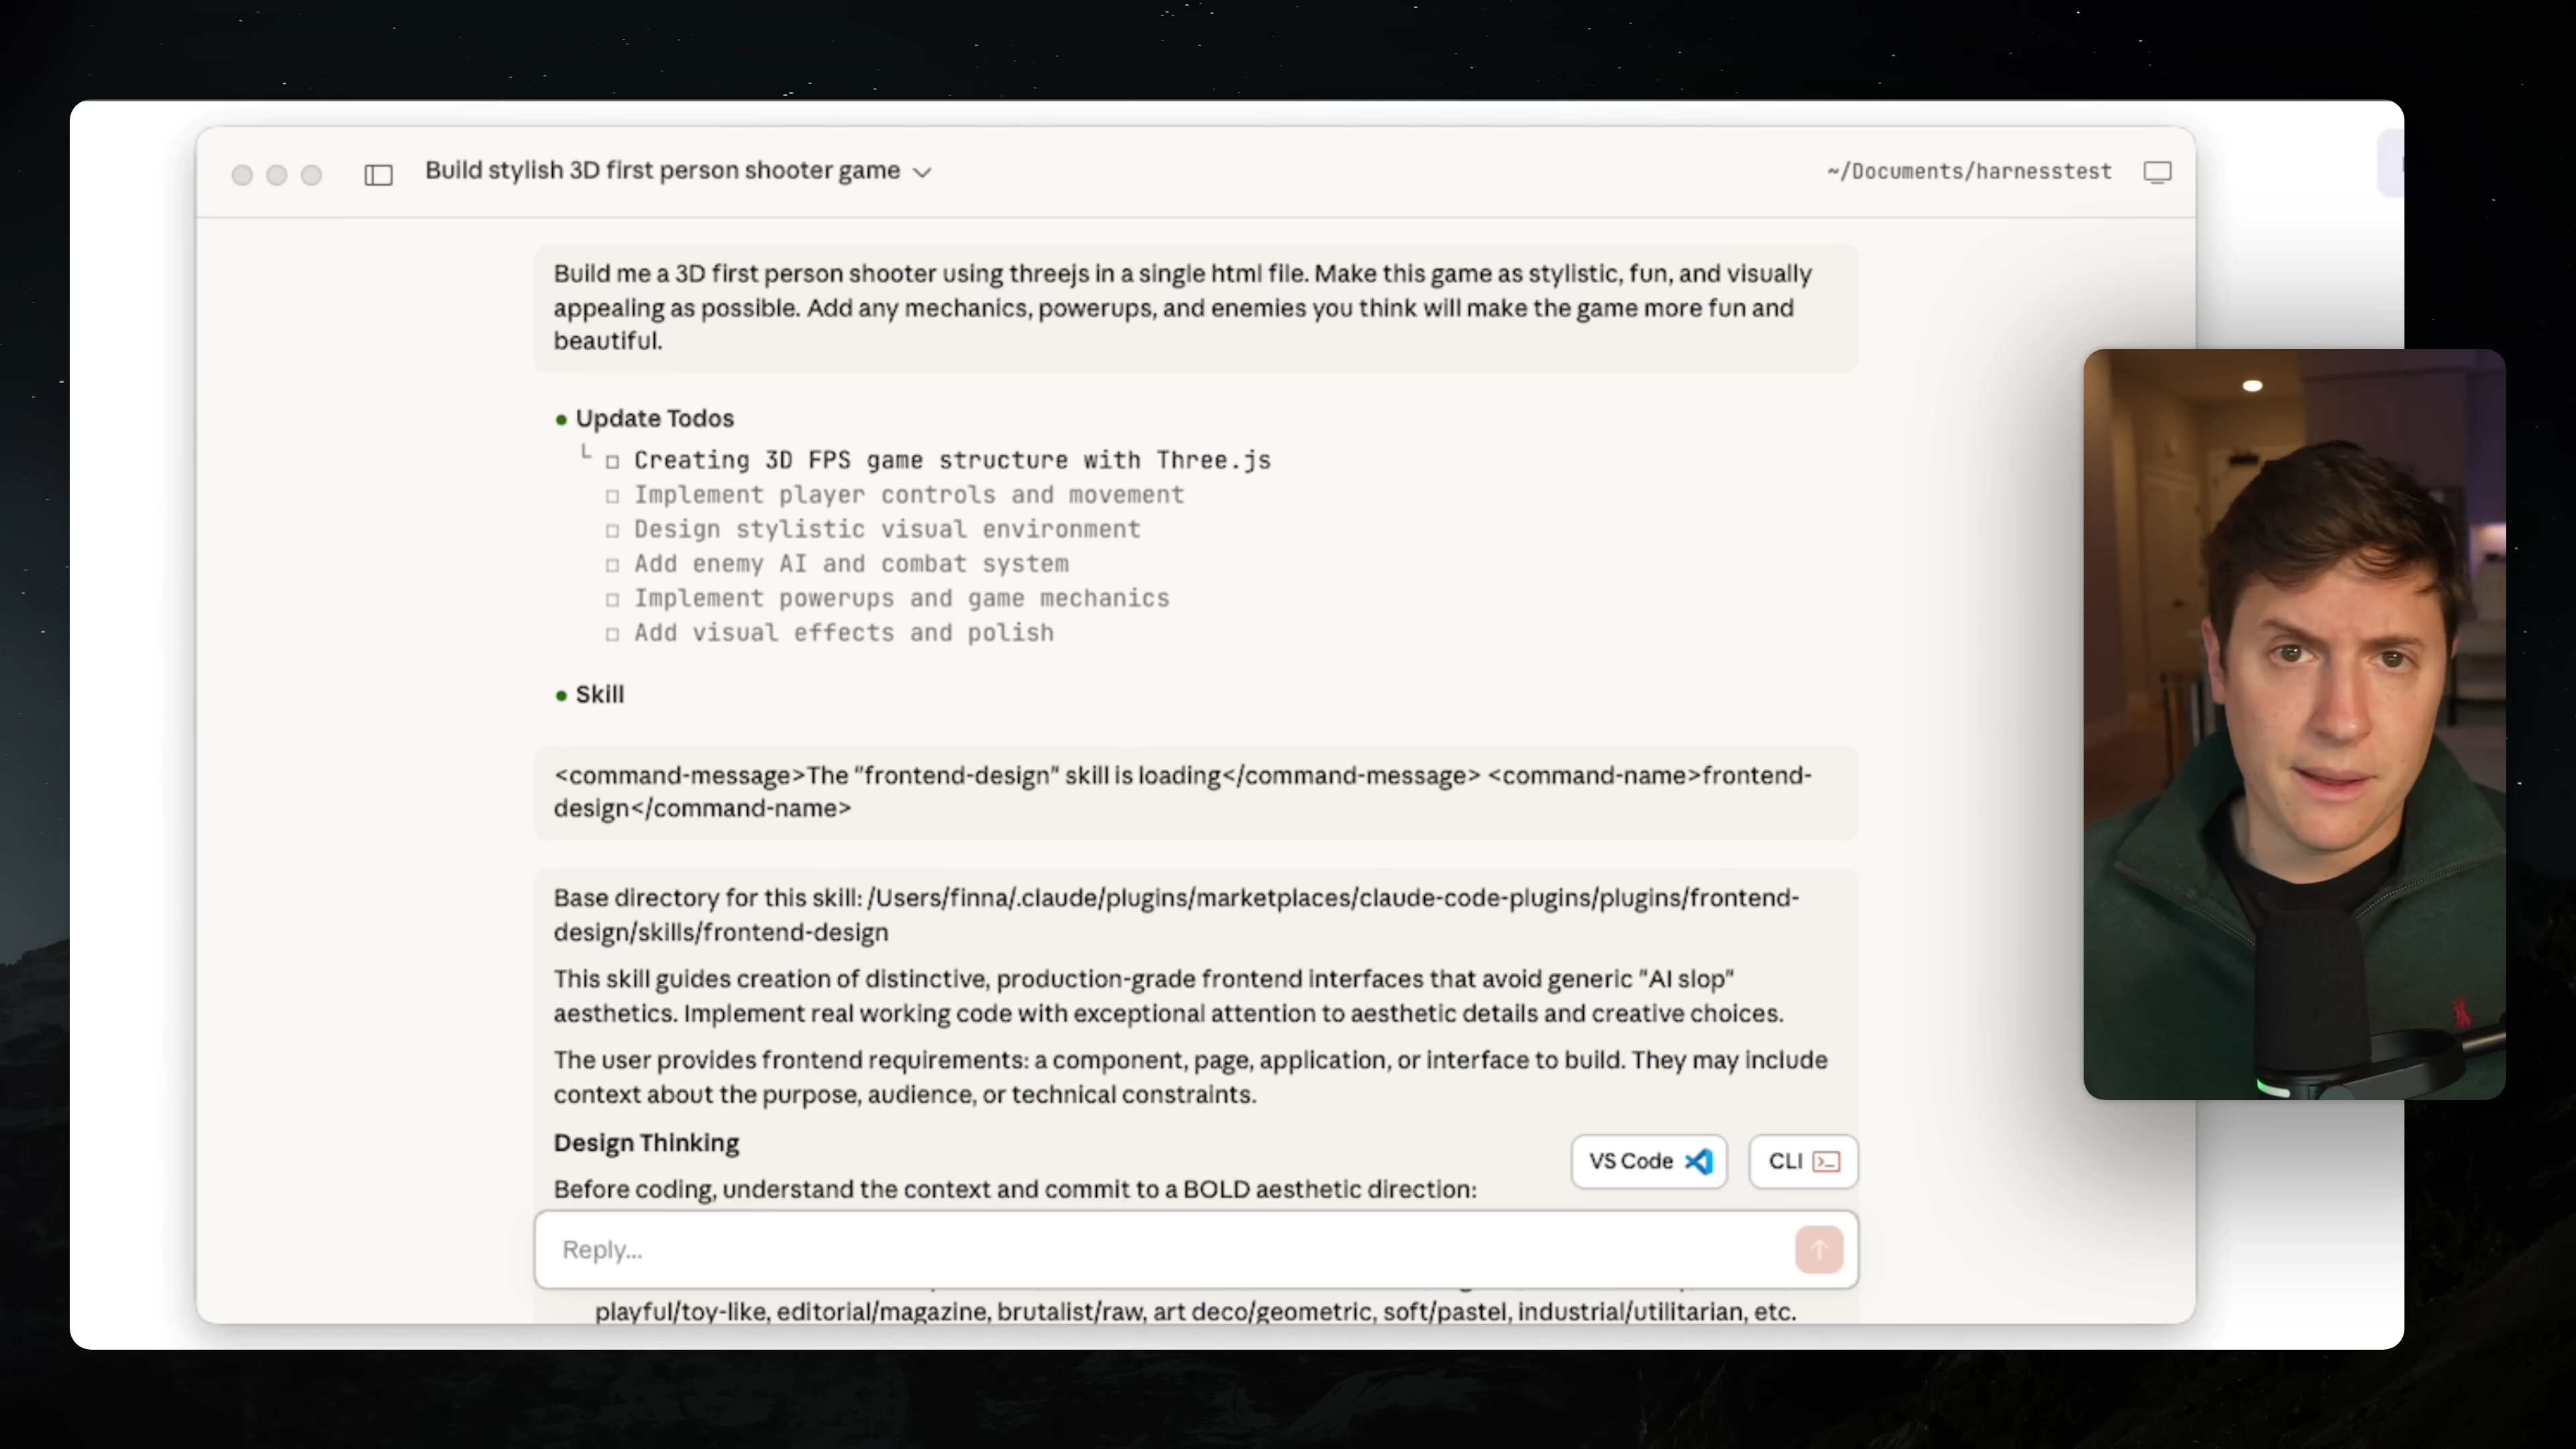 Build stylish 3D first person shooter game
~/Documents/harnesstest
Build me a 3D first person shooter using threejs in a single html file. Make this game as stylistic, fun, and visually
appealing as possible. Add any mechanics, powerups, and enemies you think will make the game more fun and
beautiful.
Update Todos
Creating 3D FPS game structure with Three.js
Implement player controls and movement
Design stylistic visual environment
Add enemy AI and combat system
Implement powerups and game mechanics
Add visual effects and polish
Skill
<command-message>The "frontend-design" skill is loading</command-message> <command-name>frontend-
design</command-name>
Base directory for this skill: /Users/finna/.claude/plugins/marketplaces/claude-code-plugins/plugins/frontend-
design/skills/frontend-design
This skill guides creation of distinctive, production-grade frontend interfaces that avoid generic "AI slop"
aesthetics. Implement real working code with exceptional attention to aesthetic details and creative choices.
The user provides frontend requirements: a component, page, application, or interface to build. They may include
context about the purpose, audience, or technical constraints.
Design Thinking
VS Code
CLI
Before coding, understand the context and commit to a BOLD aesthetic direction:
Reply...
playful/toy-like, editorial/magazine, brutalist/raw, art deco/geometric, soft/pastel, industrial/utilitarian, etc.